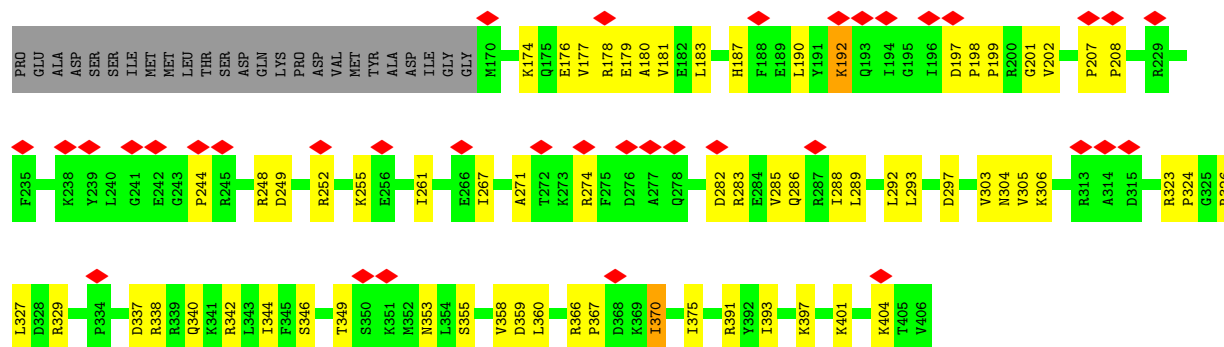 PRO GLU ALA ASP SER SER ILE MET MET LEU THR SER ASP GLN LYS PRO ASP VAL MET TYR ALA ASP ILE GLY GLY M170 K174 Q175 E176 V177 R178 E179 A180 V181 E182 L183 H187 F188 E189 L190 Y191 K192 Q193 I194 G195 I196 D197 P198 P199 R200 G201 V202 P207 P208 R229
F235 K238 Y239 L240 G241 E242 G243 P244 R245 R248 D249 R252 K255 E256 I261 E266 I267 A271 T272 K273 R274 F275 D276 A277 Q278 D282 R283 E284 V285 Q286 R287 I288 L289 L292 L293 D297 V303 N304 V305 K306 R313 A314 D315 R323 P324 G325
L327 D328 R329 P334 D337 R338 R339 Q340 K341 R342 L343 I344 F345 S346 T349 S350 K351 M352 N353 L354 S355 V358 D359 L360 R366 P367 D368 K369 I370 I375 R391 Y392 I393 K397 K401 K404 T405 V406